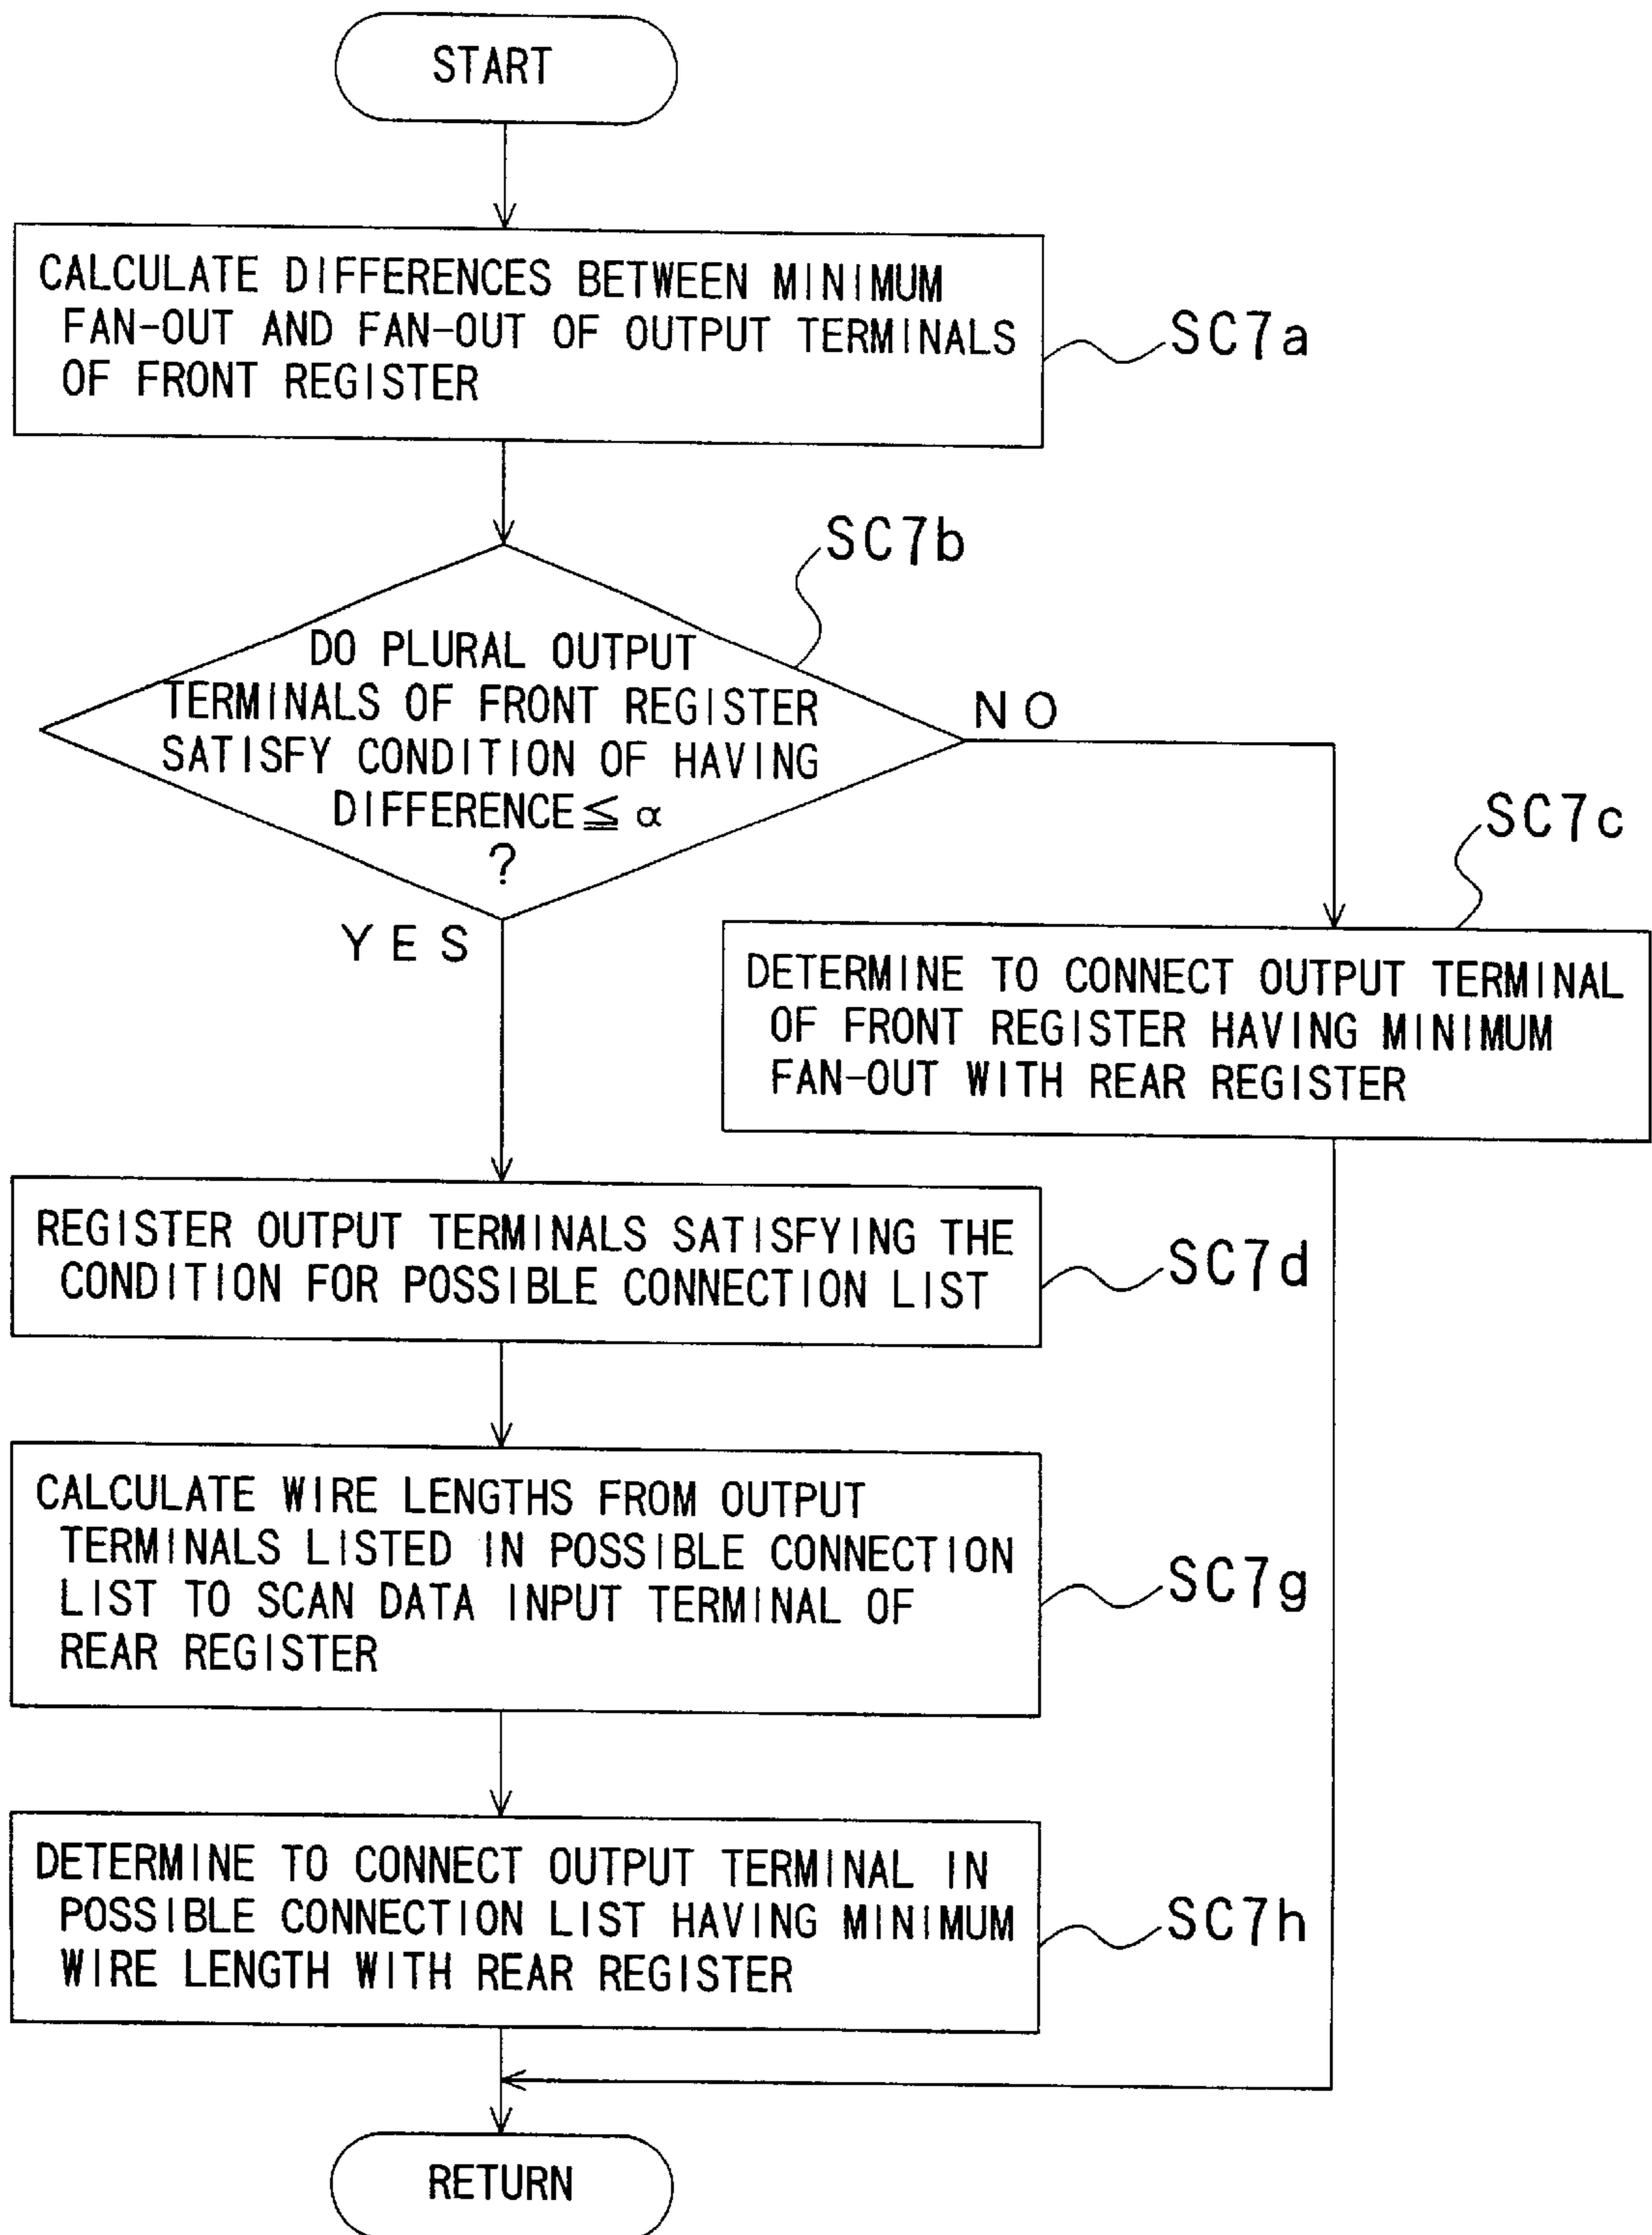 START
CALCULATE DIFFERENCES BETWEEN MINIMUM
FAN-OUT AND FAN-OUT OF OUTPUT TERMINALS
OF FRONT REGISTER
SC7a
SC7b
DO PLURAL OUTPUT
TERMINALS OF FRONT REGISTER
SATISFY CONDITION OF HAVING
DIFFERENCE≦ α
?
NO
YES
SC7c
DETERMINE TO CONNECT OUTPUT TERMINAL
OF FRONT REGISTER HAVING MINIMUM
FAN-OUT WITH REAR REGISTER
REGISTER OUTPUT TERMINALS SATISFYING THE
CONDITION FOR POSSIBLE CONNECTION LIST
SC7d
CALCULATE WIRE LENGTHS FROM OUTPUT
TERMINALS LISTED IN POSSIBLE CONNECTION
LIST TO SCAN DATA INPUT TERMINAL OF
REAR REGISTER
SC7g
DETERMINE TO CONNECT OUTPUT TERMINAL IN
POSSIBLE CONNECTION LIST HAVING MINIMUM
WIRE LENGTH WITH REAR REGISTER
SC7h
RETURN